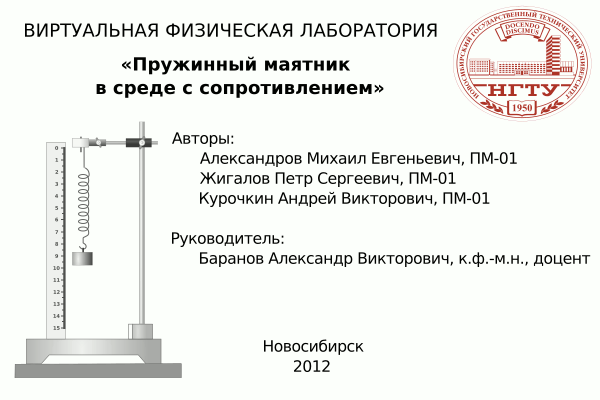 ВИРТУАЛЬНАЯ ФИЗИЧЕСКАЯ ЛАБОРАТОРИЯ
«Пружинный маятник
в среде с сопротивлением»
НОВОСИБИРСКИЙ ГОСУДАРСТВЕННЫЙ ТЕХНИЧЕСКИЙ УНИВЕРСИТЕТ
DOCENDO
DISCIMUS
НГТУ
1950
Авторы:
Александров Михаил Евгеньевич, ПМ-01
Жигалов Петр Сергеевич, ПМ-01
Курочкин Андрей Викторович, ПМ-01
Руководитель:
Баранов Александр Викторович, к.ф.-м.н., доцент
0
1
2
3
4
5
6
7
8
9
10
11
12
13
14
15
Новосибирск
2012